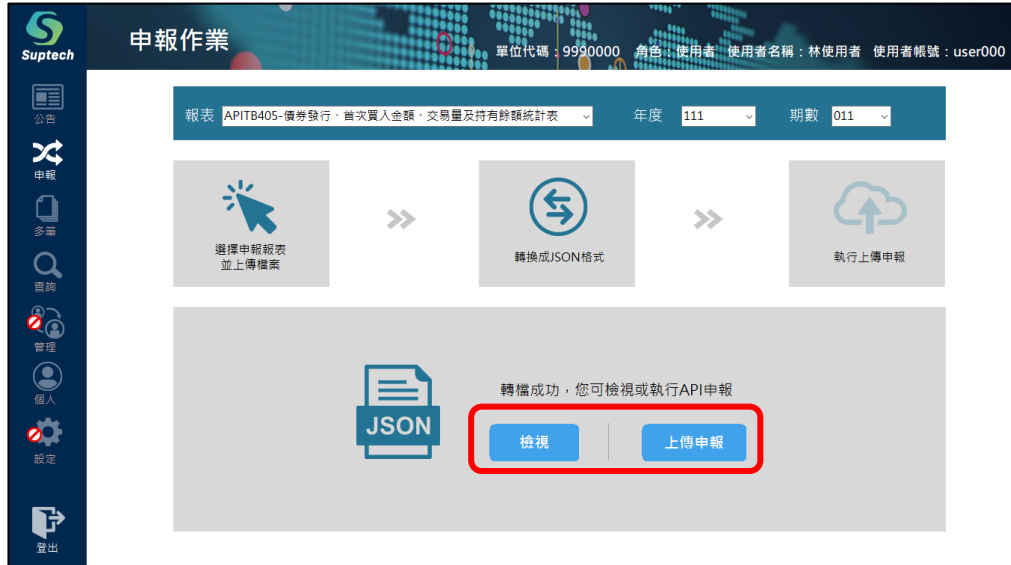 Suptech
申報作業
單位代碼：9990000 角色：使用者 使用者名稱：林使用者 使用者帳號：user000
公告
申報
多筆
查詢
管理
個人
設定
登出
報表 APITB405-債券發行、首次買入金額、交易量及持有餘額統計表 年度 111 期數 011
選擇申報報表
並上傳檔案
轉換成JSON格式
執行上傳申報
轉檔成功，您可檢視或執行API申報
JSON
檢視
上傳申報